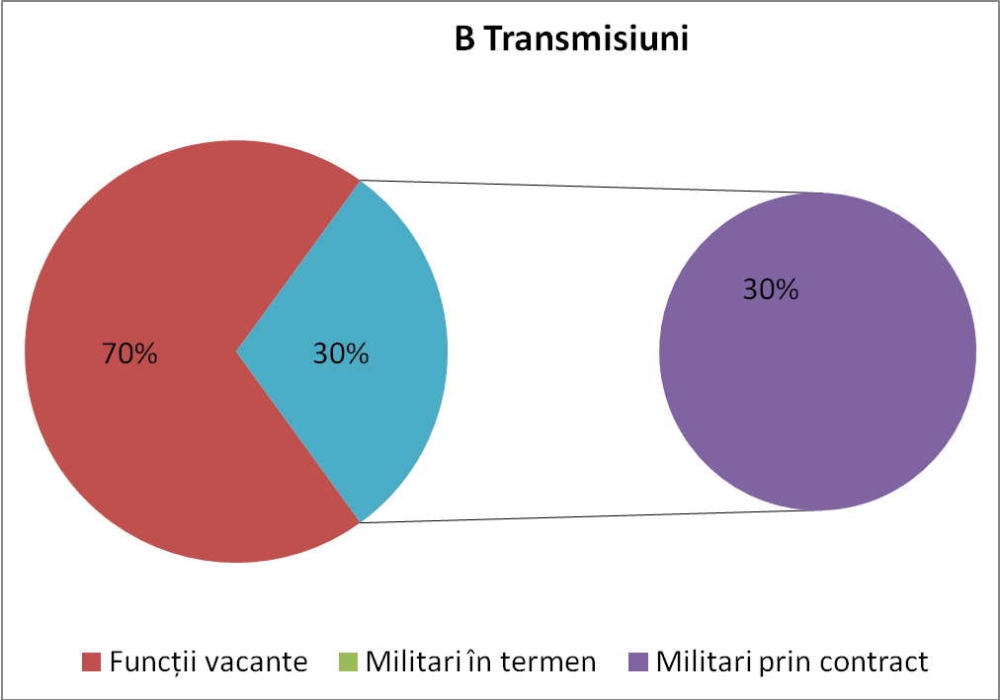 B Transmisiuni
70%
30%
30%
Funcții vacante
Militari în termen
Militari prin contract